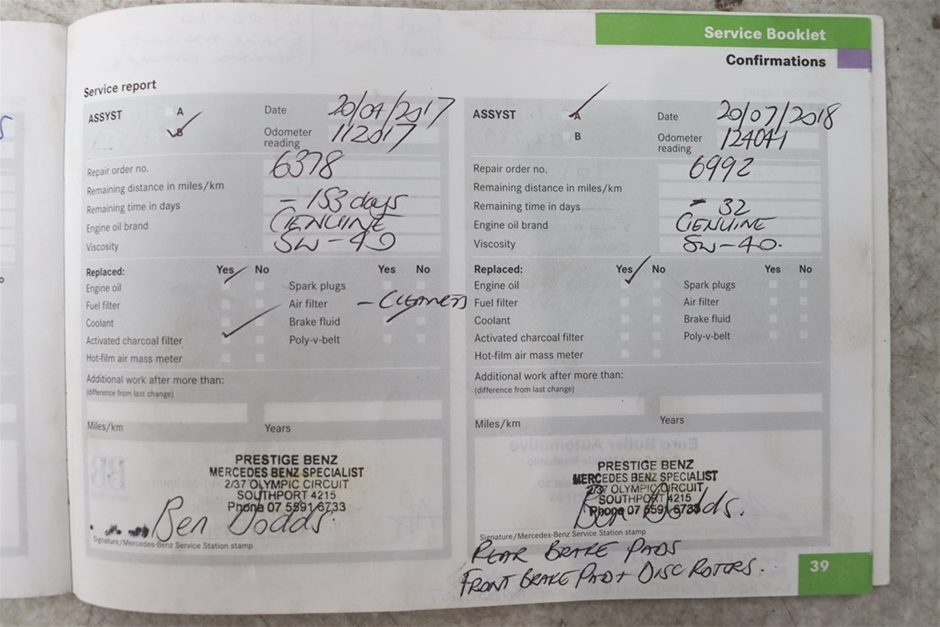 Service Booklet
Confirmations
Service report
ASSYST A
B
Date 20/04/2017
Odometer reading 112017
Repair order no. 6378
Remaining distance in miles/km
Remaining time in days - 153 days
Engine oil brand GENUINE
Viscosity 5W-40
Replaced: Yes No Yes No
Engine oil Spark plugs
Fuel filter Air filter - CLEANED
Coolant Brake fluid
Activated charcoal filter Poly-v-belt
Hot-film air mass meter
Additional work after more than:
(difference from last change)
Miles/km Years
PRESTIGE BENZ
MERCEDES BENZ SPECIALIST
2/37 OLYMPIC CIRCUIT
SOUTHPORT 4215
Phone 07 5591 6733
Ben Dodds.
Signature/Mercedes-Benz Service Station stamp
ASSYST A
B
Date 20/07/2018
Odometer reading 124041
Repair order no. 6992
Remaining distance in miles/km
Remaining time in days - 32
Engine oil brand GENUINE
Viscosity 5W-40.
Replaced: Yes No Yes No
Engine oil Spark plugs
Fuel filter Air filter
Coolant Brake fluid
Activated charcoal filter Poly-v-belt
Hot-film air mass meter
Additional work after more than:
(difference from last change)
Miles/km Years
PRESTIGE BENZ
MERCEDES BENZ SPECIALIST
2/37 OLYMPIC CIRCUIT
SOUTHPORT 4215
Phone 07 5591 6733
Ben Dodds.
Signature/Mercedes-Benz Service Station stamp
REAR BRAKE PADS
FRONT BRAKE PAD + DISC ROTORS.
39